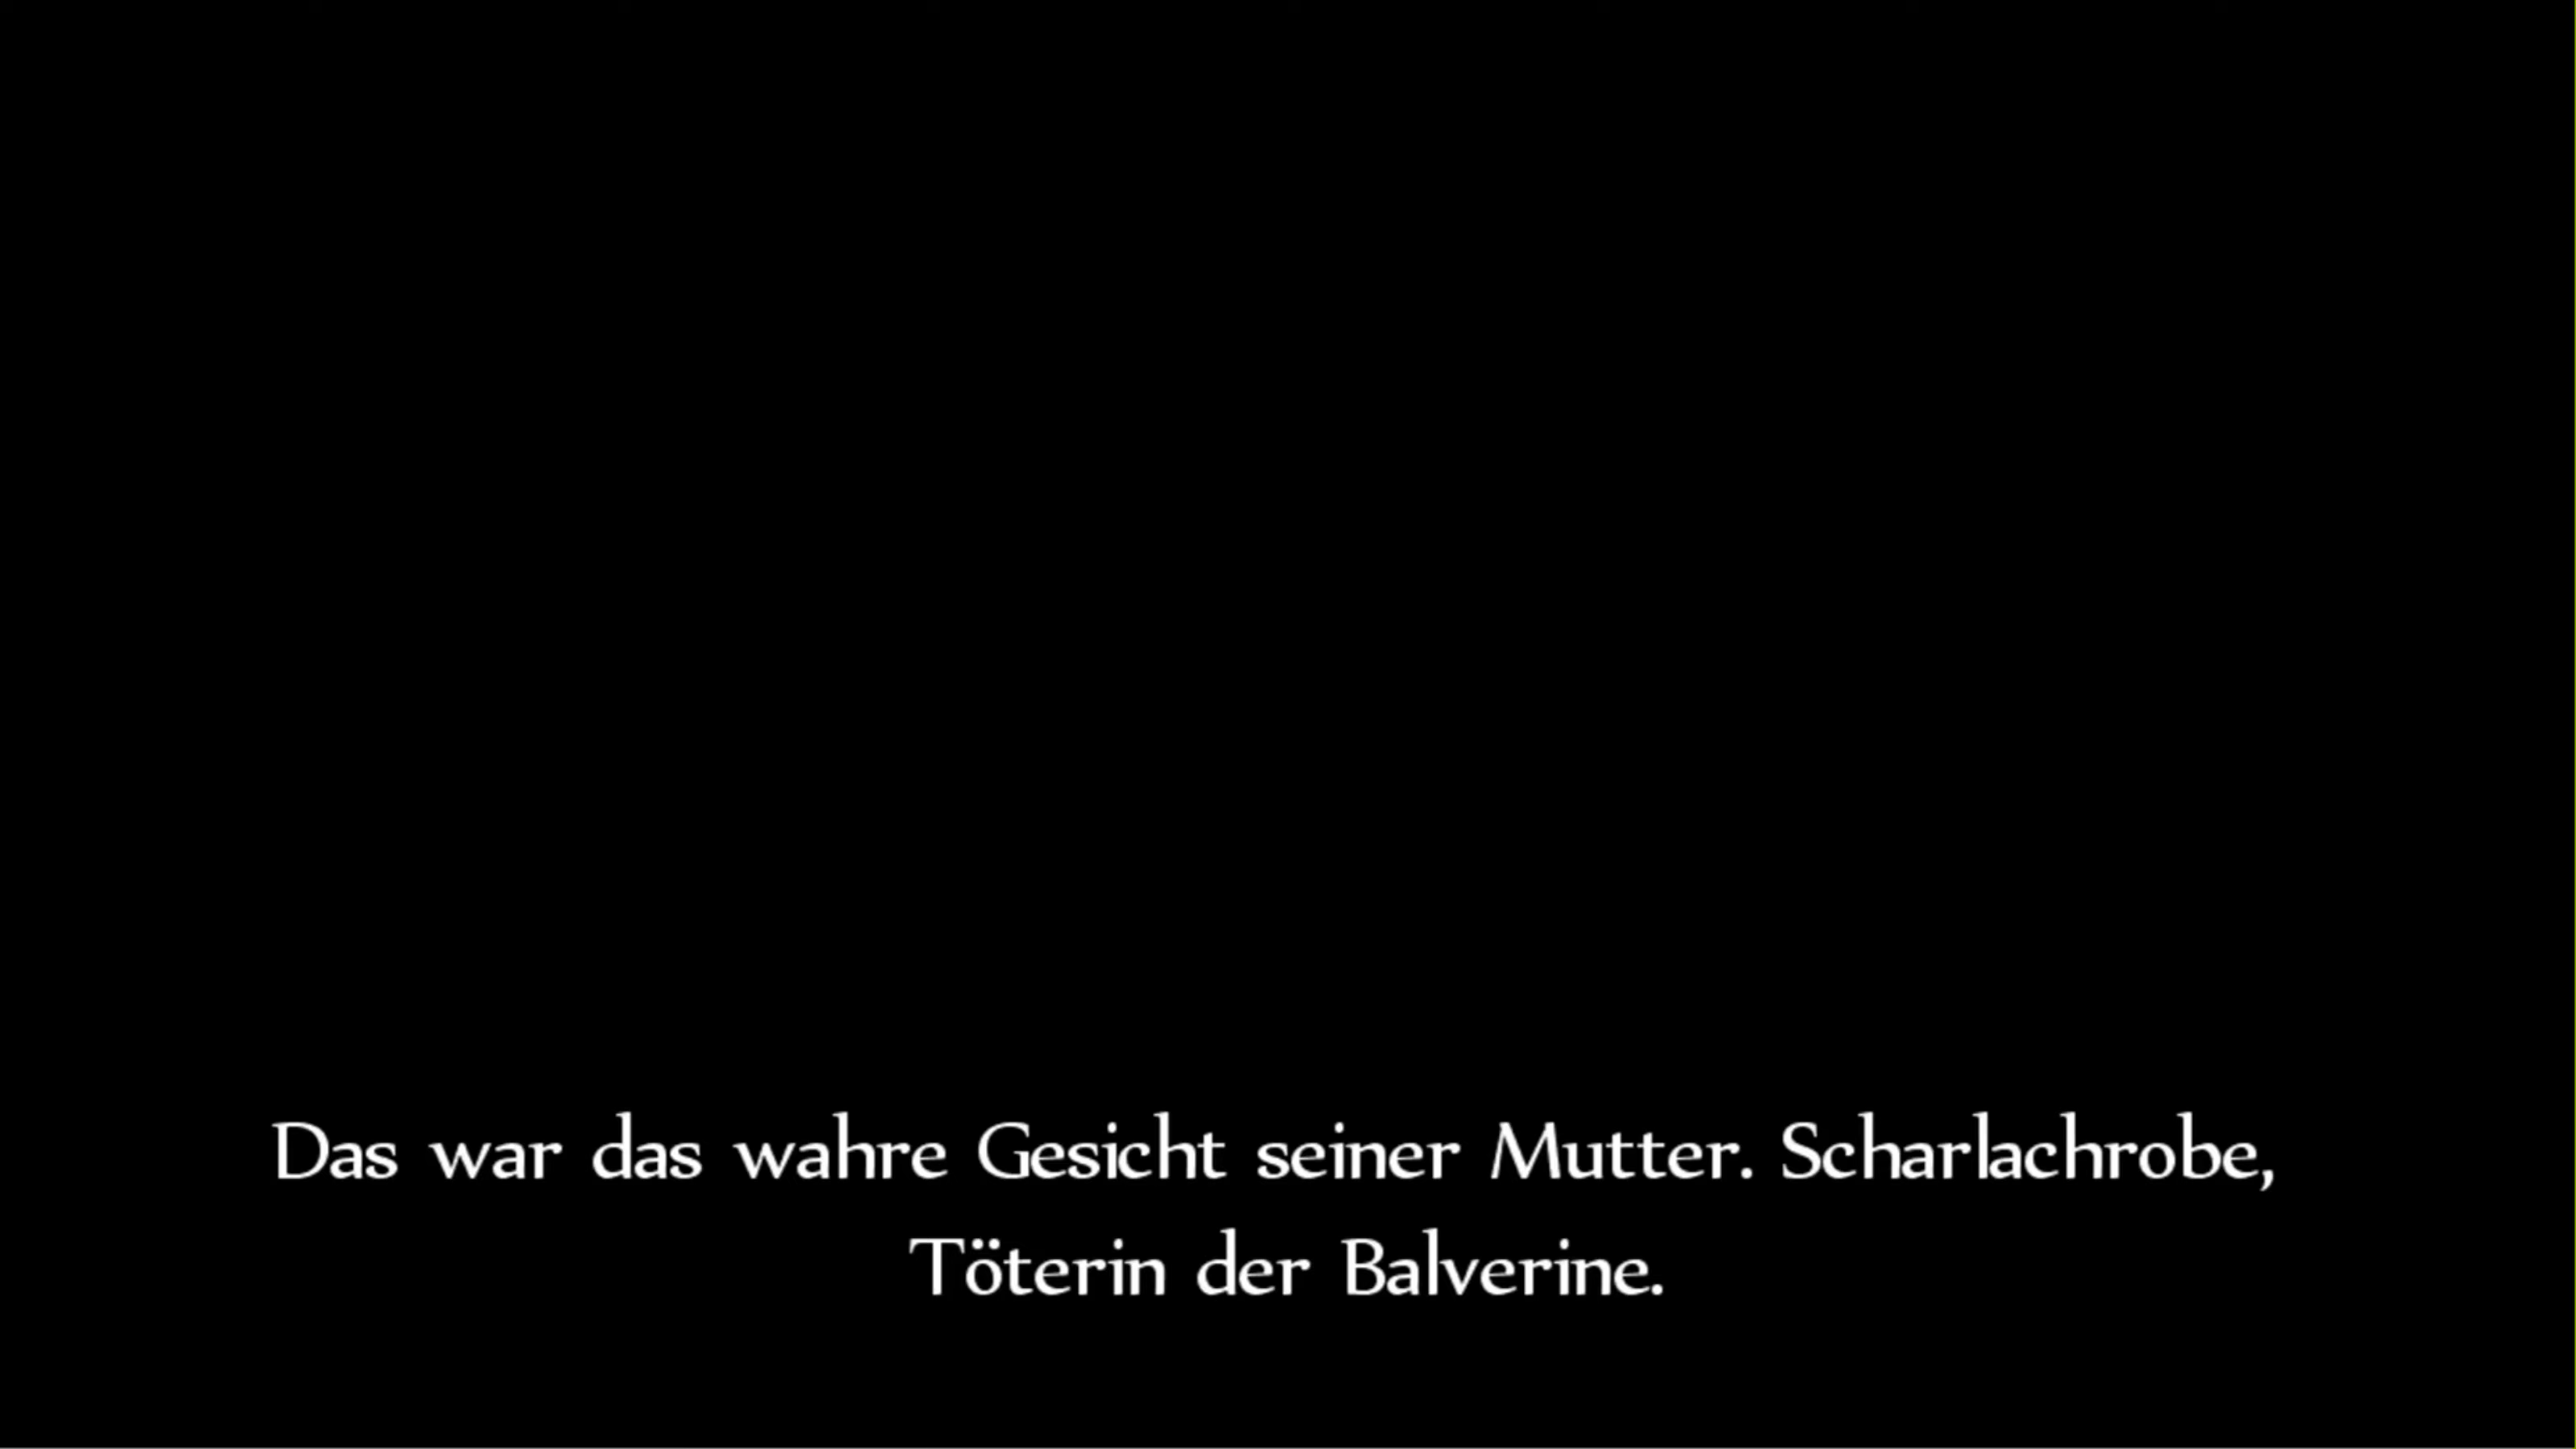 Das war das wahre Gesicht seiner Mutter. Scharlachrobe,
Töterin der Balverine.